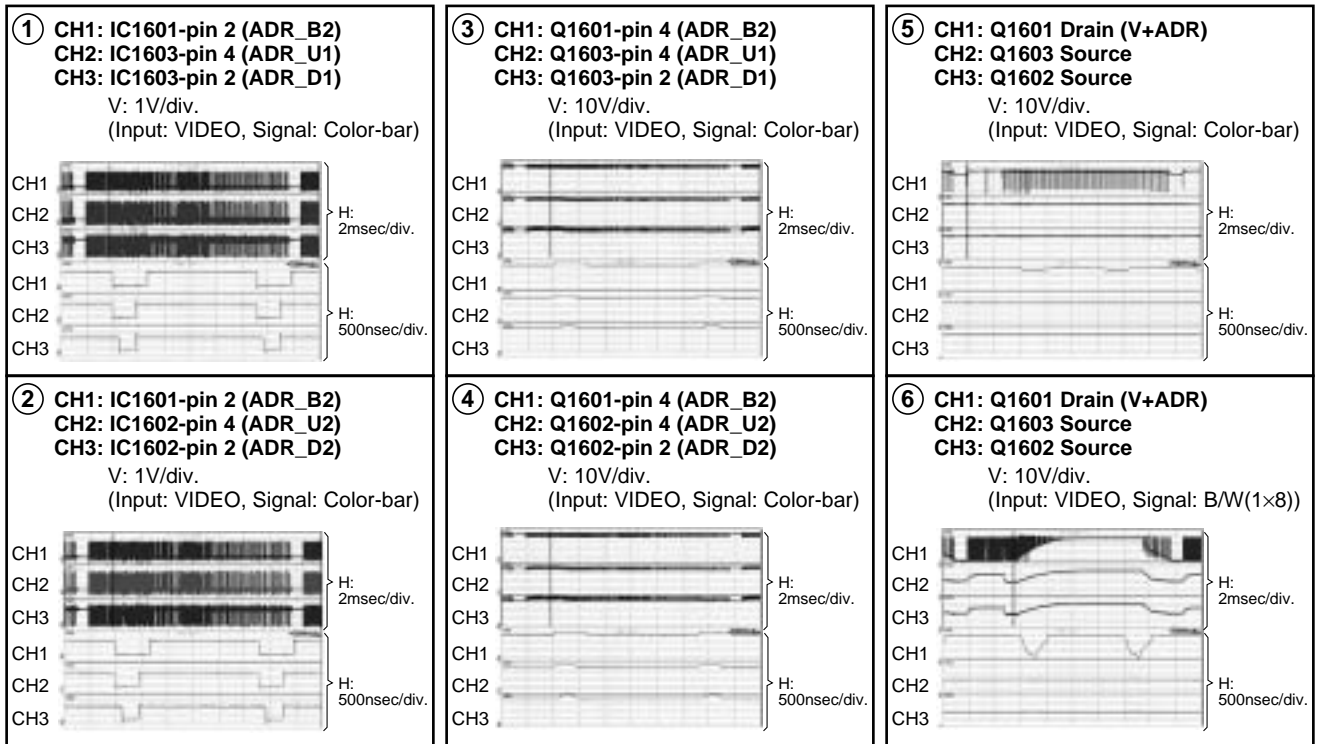 ① CH1: IC1601-pin 2 (ADR_B2)
CH2: IC1603-pin 4 (ADR_U1)
CH3: IC1603-pin 2 (ADR_D1)
V: 1V/div.
(Input: VIDEO, Signal: Color-bar)
CH1
CH2
CH3
H:
2msec/div.
CH1
CH2
CH3
H:
500nsec/div.
② CH1: IC1601-pin 2 (ADR_B2)
CH2: IC1602-pin 4 (ADR_U2)
CH3: IC1602-pin 2 (ADR_D2)
V: 1V/div.
(Input: VIDEO, Signal: Color-bar)
CH1
CH2
CH3
H:
2msec/div.
CH1
CH2
CH3
H:
500nsec/div.
③ CH1: Q1601-pin 4 (ADR_B2)
CH2: Q1603-pin 4 (ADR_U1)
CH3: Q1603-pin 2 (ADR_D1)
V: 10V/div.
(Input: VIDEO, Signal: Color-bar)
CH1
CH2
CH3
H:
2msec/div.
CH1
CH2
CH3
H:
500nsec/div.
④ CH1: Q1601-pin 4 (ADR_B2)
CH2: Q1602-pin 4 (ADR_U2)
CH3: Q1602-pin 2 (ADR_D2)
V: 10V/div.
(Input: VIDEO, Signal: Color-bar)
CH1
CH2
CH3
H:
2msec/div.
CH1
CH2
CH3
H:
500nsec/div.
⑤ CH1: Q1601 Drain (V+ADR)
CH2: Q1603 Source
CH3: Q1602 Source
V: 10V/div.
(Input: VIDEO, Signal: Color-bar)
CH1
CH2
CH3
H:
2msec/div.
CH1
CH2
CH3
H:
500nsec/div.
⑥ CH1: Q1601 Drain (V+ADR)
CH2: Q1603 Source
CH3: Q1602 Source
V: 10V/div.
(Input: VIDEO, Signal: B/W(1×8))
CH1
CH2
CH3
H:
2msec/div.
CH1
CH2
CH3
H:
500nsec/div.